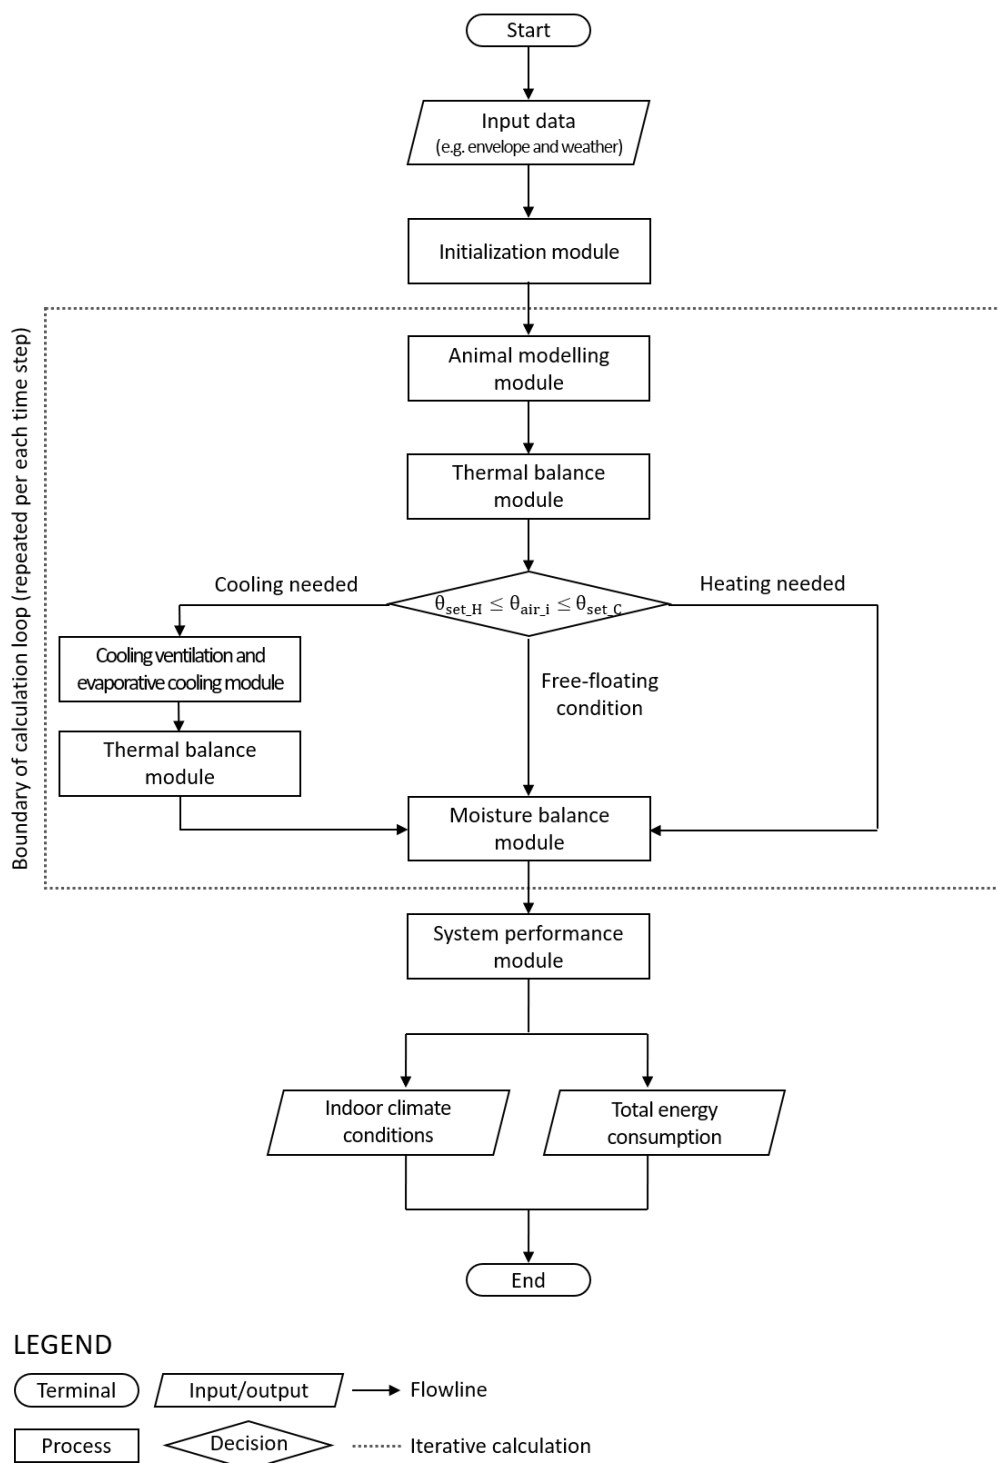 Start
Input data
(e.g. envelope and weather)
Initialization module
Boundary of calculation loop (repeated per each time step)
Animal modelling
module
Thermal balance
module
Cooling needed
θset_H ≤ θair_i ≤ θset_C
Heating needed
Cooling ventilation and
evaporative cooling module
Free-floating
condition
Thermal balance
module
Moisture balance
module
System performance
module
Indoor climate
conditions
Total energy
consumption
End
LEGEND
Terminal
Input/output
Flowline
Process
Decision
Iterative calculation